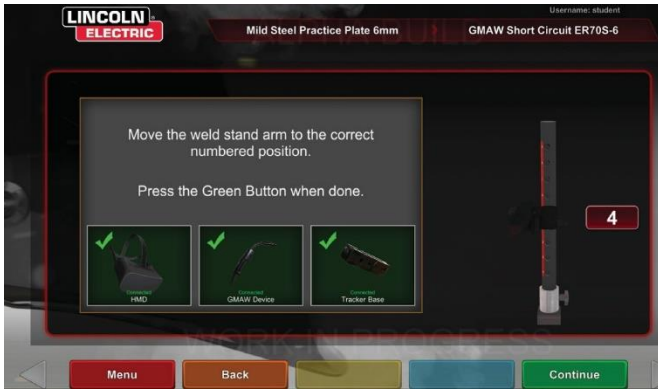 Username: student
LINCOLN
ELECTRIC
Mild Steel Practice Plate 6mm
GMAW Short Circuit ER70S-6
Move the weld stand arm to the correct
numbered position.
Press the Green Button when done.
4
Connected
HMD
Connected
GMAW Device
Connected
Tracker Base
WORK-IN PROGRESS
Menu
Back
Continue